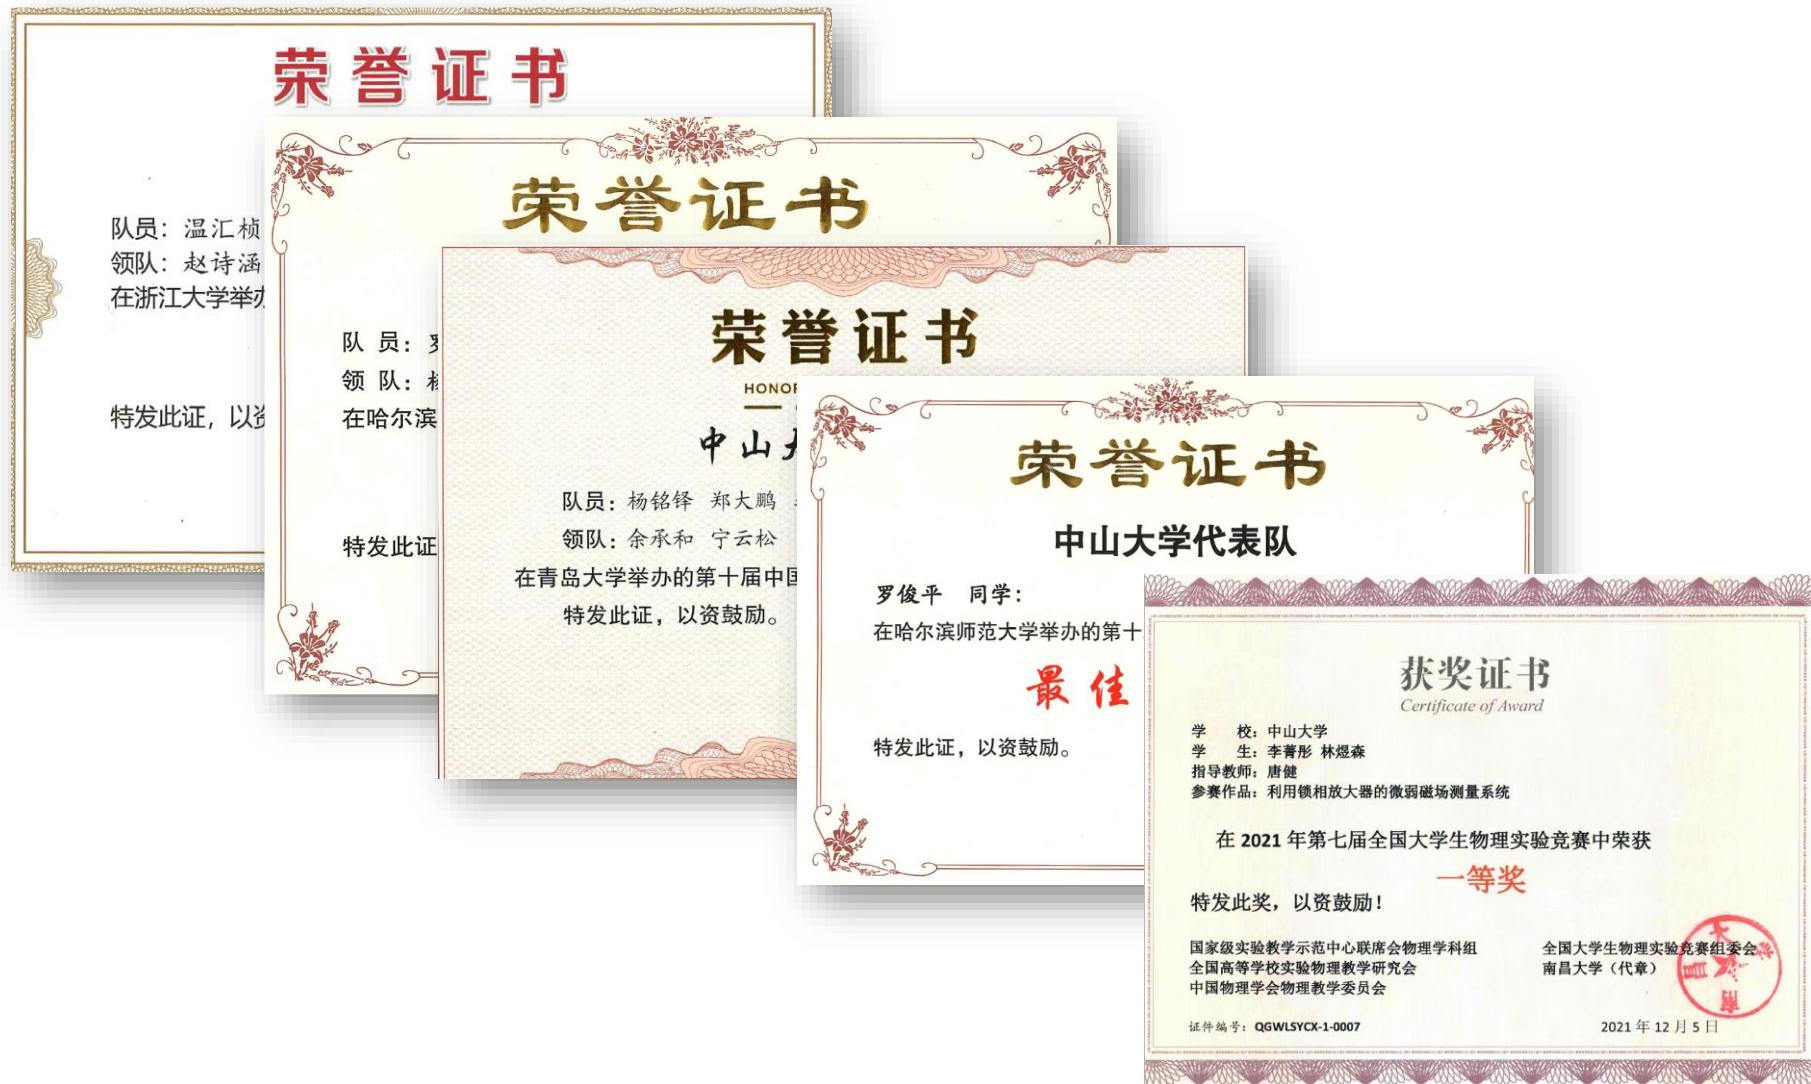 荣誉证书
队员：温汇桢
领队：赵诗涵
在浙江大学举办
特发此证，以资
荣誉证书
队 员：
领 队：
在哈尔滨
特发此证
荣誉证书
HONOR
中山大
队员：杨铭铎 郑大鹏
领队：余承和 宁云松
在青岛大学举办的第十届中国
特发此证，以资鼓励。
荣誉证书
中山大学代表队
罗俊平 同学：
在哈尔滨师范大学举办的第十
最佳
特发此证，以资鼓励。
获奖证书
Certificate of Award
学 校：中山大学
学 生：李菁彤 林煜森
指导教师：唐健
参赛作品：利用锁相放大器的微弱磁场测量系统
在 2021 年第七届全国大学生物理实验竞赛中荣获
一等奖
特发此奖，以资鼓励！
国家级实验教学示范中心联席会物理学科组
全国高等学校实验物理教学研究会
中国物理学会物理教学委员会
全国大学生物理实验竞赛组委会
南昌大学（代章）
南昌大学
证件编号：QGWLSYCX-1-0007
2021 年 12 月 5 日